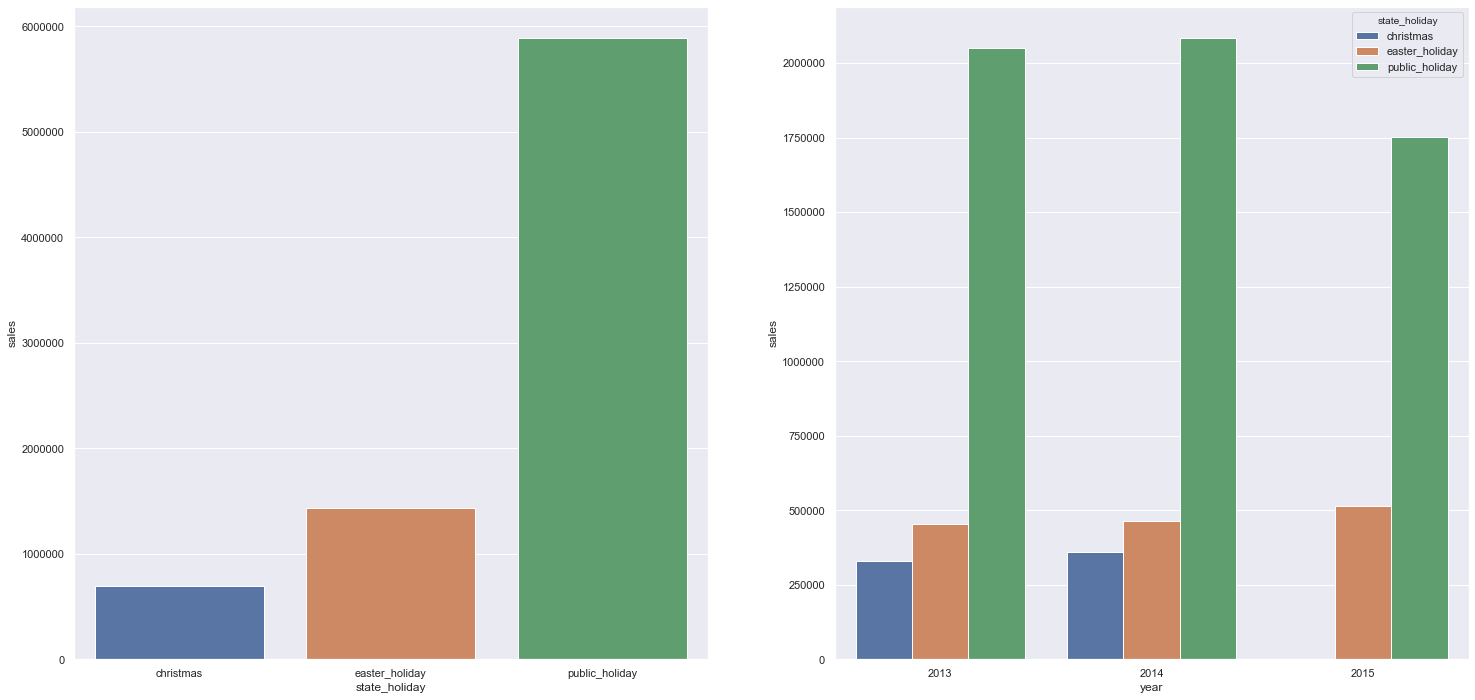 6000000
5000000
4000000
3000000
2000000
1000000
0
sales
christmas
easter_holiday
public_holiday
state_holiday
2000000
1750000
1500000
1250000
1000000
750000
500000
250000
0
sales
state_holiday
christmas
easter_holiday
public_holiday
2013
2014
2015
year